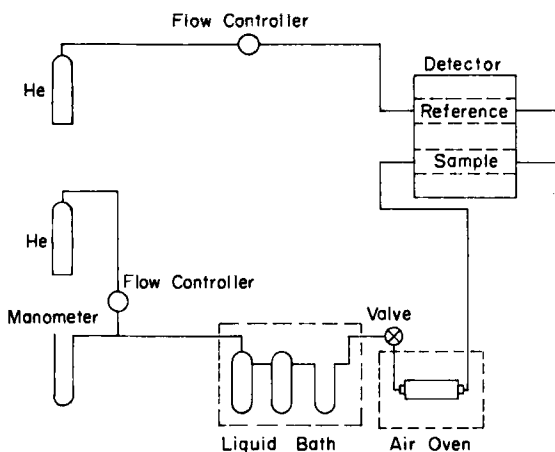 Flow Controller
Detector
He
Reference
Sample
He
Flow Controller
Manometer
Valve
Liquid Bath
Air Oven